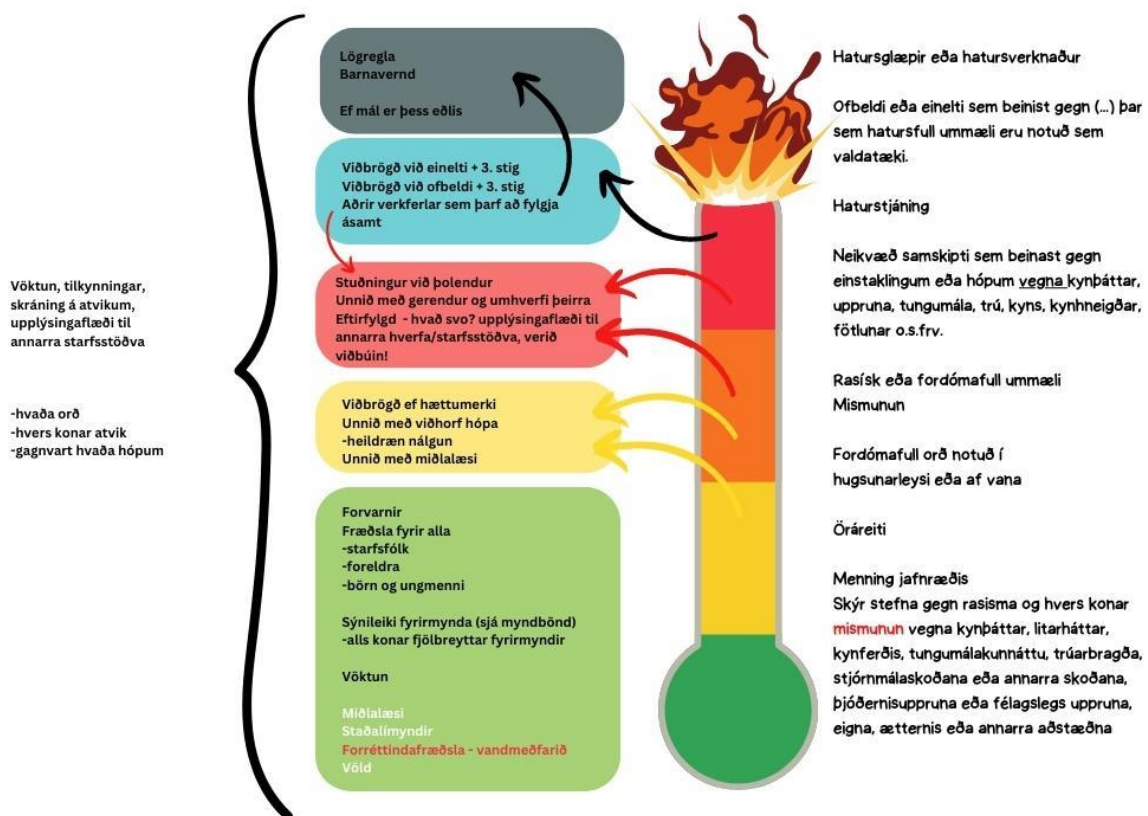 Vöktun, tilkynningar,
skráning á atvikum,
upplýsingaflæði til
annarra starfsstöðva
-hvaða orð
-hvers konar atvik
-gagnvart hvaða hópum
Lögregla
Barnavernd
Ef mál er þess eðlis
Viðbrögð við einelti + 3. stig
Viðbrögð við ofbeldi + 3. stig
Aðrir verkferlar sem þarf að fylgja
ásamt
Stuðningur við þolendur
Unnið með gerendur og umhverfi þeirra
Eftirfylgd - hvað svo? upplýsingaflæði til
annarra hverfa/starfsstöðva, verið
viðbúin!
Viðbrögð ef hættumerki
Unnið með viðhorf hópa
-heildræn nálgun
Unnið með miðlalæsi
Forvarnir
Fræðsla fyrir alla
-starfsfólk
-foreldra
-börn og ungmenni
Sýnileiki fyrirmynda (sjá myndbönd)
-alls konar fjölbreyttar fyrirmyndir
Vöktun
Miðlalæsi
Staðalímyndir
Forréttindafræðsla - vandmeðfarið
Völd
Hatursglæpir eða hatursverknaður
Ofbeldi eða einelti sem beinist gegn (...) þar
sem hatursfull ummæli eru notuð sem
valdatæki.
Haturstjáning
Neikvæð samskipti sem beinast gegn
einstaklingum eða hópum vegna kynþáttar,
uppruna, tungumála, trú, kyns, kynhneigðar,
fötlunar o.s.frv.
Rasísk eða fordómafull ummæli
Mismunun
Fordómafull orð notuð í
hugsunarleysi eða af vana
Öráreiti
Menning jafnræðis
Skýr stefna gegn rasisma og hvers konar
mismunun vegna kynþáttar, litarháttar,
kynferðis, tungumálakunnáttu, trúarbragða,
stjórnmálaskoðana eða annarra skoðana,
þjóðernisuppruna eða félagslegs uppruna,
eigna, ætternis eða annarra aðstæðna